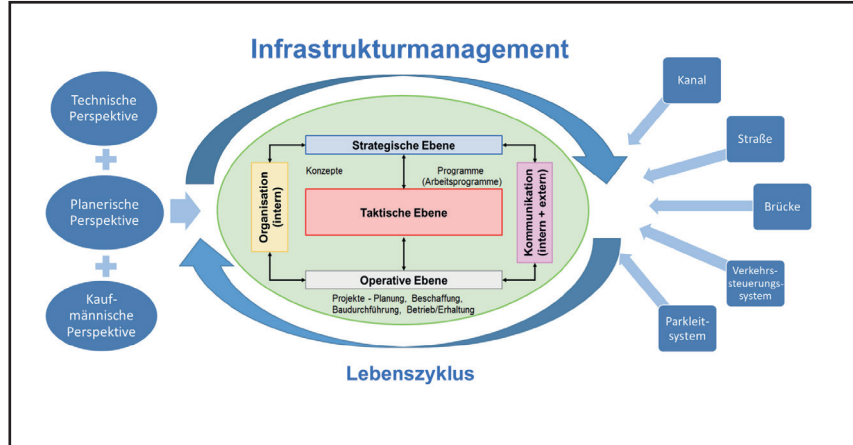 Infrastrukturmanagement
Technische
Perspektive
Planerische
Perspektive
Kauf-
männische
Perspektive
Strategische Ebene
Konzepte
Programme
(Arbeitsprogramme)
Organisation
(intern)
Taktische Ebene
Kommunikation
(intern + extern)
Operative Ebene
Projekte - Planung, Beschaffung,
Baudurchführung, Betrieb/Erhaltung
Lebenszyklus
Kanal
Straße
Brücke
Verkehrs-
steuerungs-
system
Parkleit-
system